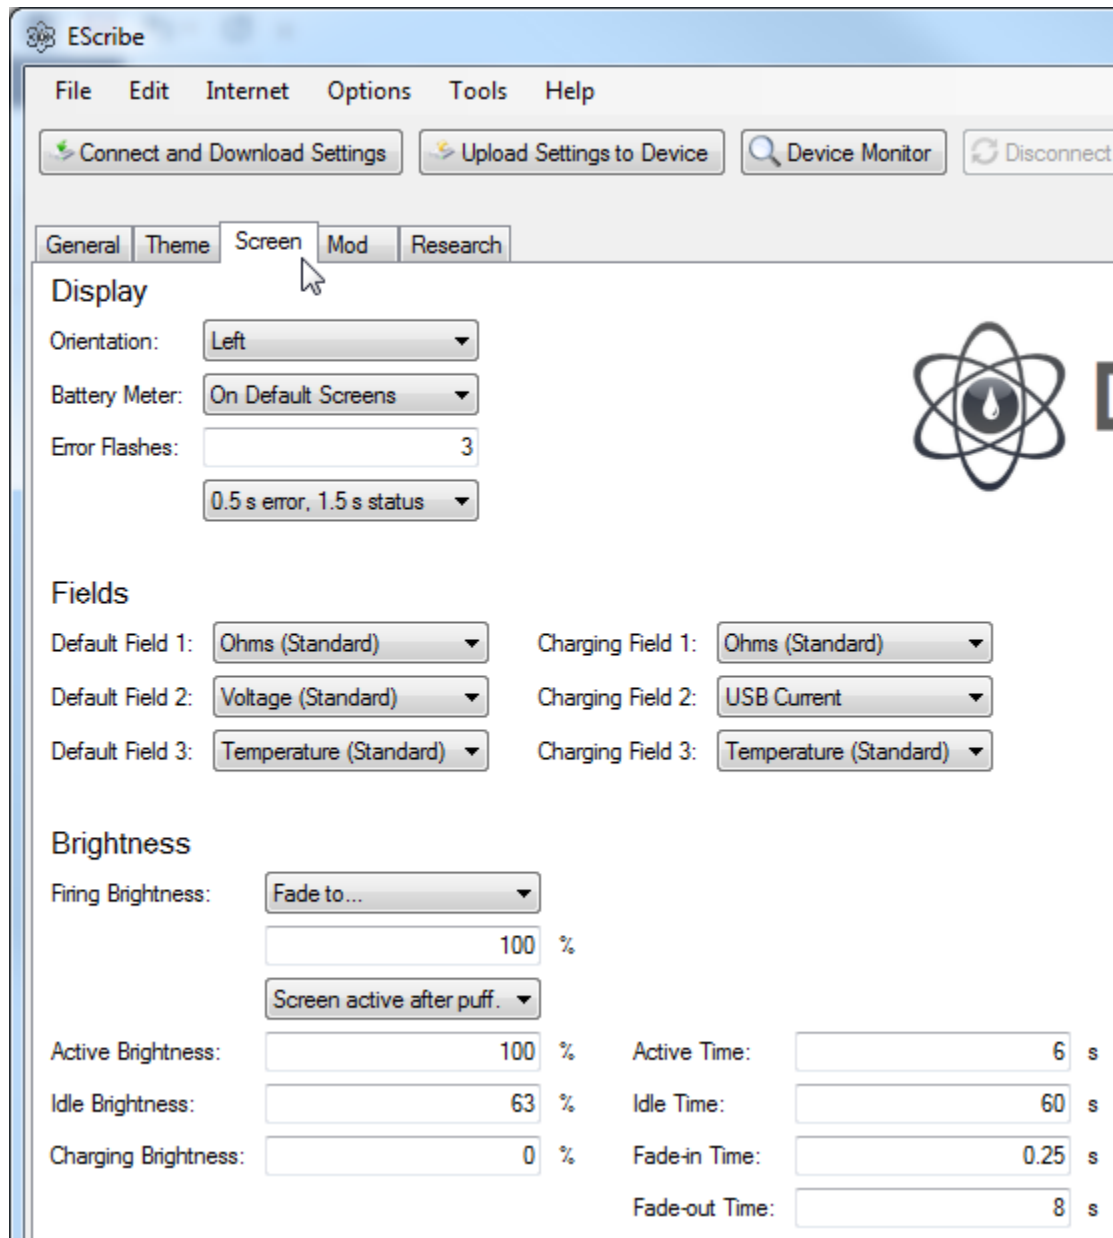 EScribe
File Edit Internet Options Tools Help
Connect and Download Settings Upload Settings to Device Device Monitor Disconnect
General Theme Screen Mod Research
Display
Orientation: Left
Battery Meter: On Default Screens
Error Flashes: 3
0.5 s error, 1.5 s status
Fields
Default Field 1: Ohms (Standard) Charging Field 1: Ohms (Standard)
Default Field 2: Voltage (Standard) Charging Field 2: USB Current
Default Field 3: Temperature (Standard) Charging Field 3: Temperature (Standard)
Brightness
Firing Brightness: Fade to...
100 %
Screen active after puff.
Active Brightness: 100 % Active Time: 6 s
Idle Brightness: 63 % Idle Time: 60 s
Charging Brightness: 0 % Fade-in Time: 0.25 s
Fade-out Time: 8 s